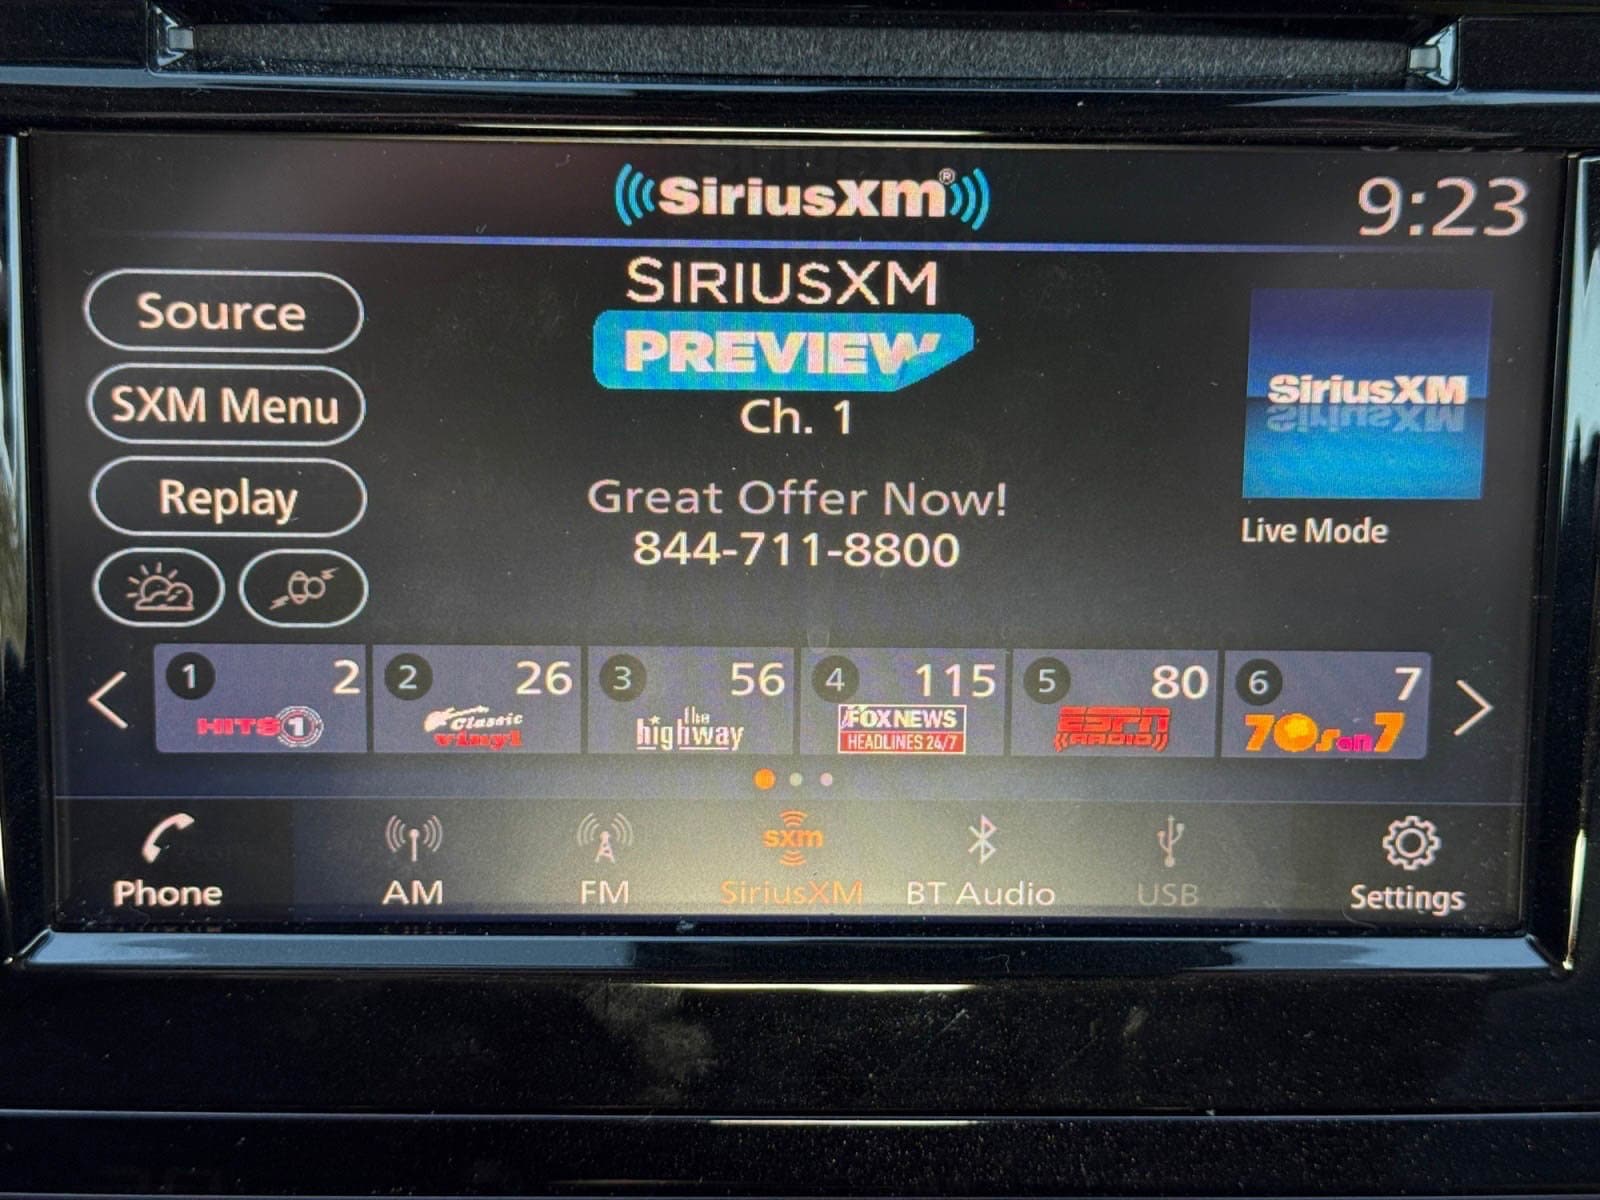 SiriusXM®
9:23
Source
SXM Menu
Replay
SIRIUSXM
PREVIEW
Ch. 1
Great Offer Now!
844-711-8800
SiriusXM
Live Mode
1 2
HITS 1
2 26
Classic
vinyl
3 56
the
highway
4 115
FOX NEWS
HEADLINES 24/7
5 80
ESPN
RADIO
6 7
70s on 7
sxm
Phone
AM
FM
SiriusXM
BT Audio
USB
Settings